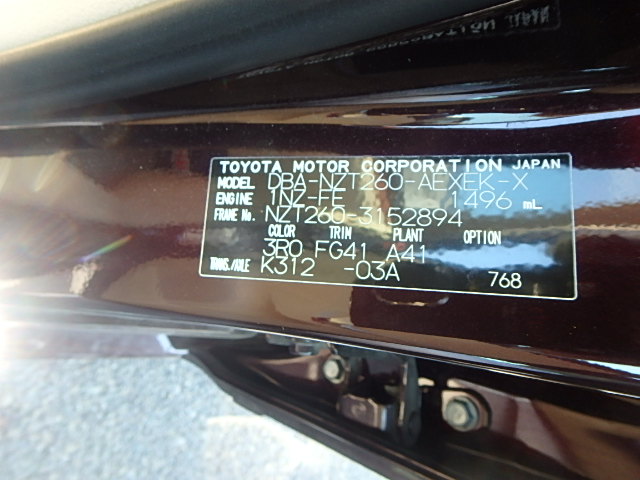 TOYOTA MOTOR CORPORATION JAPAN
MODEL DBA-NZT260-AEXEK-X
ENGINE 1NZ-FE 1496 mL
FRAME No. NZT260-3152894
COLOR TRIM PLANT OPTION
3R0 FG41 A41
TRANS./AXLE K312 -03A
768